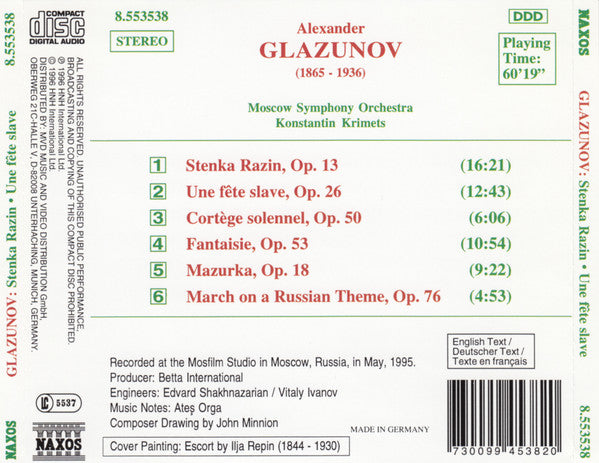 8.553538
GLAZUNOV: Stenka Razin • Une fête slave
NAXOS
COMPACT
disc
DIGITAL AUDIO
℗ 1996 HNH International Ltd.
© 1996 HNH International Ltd.
ALL RIGHTS RESERVED. UNAUTHORISED PUBLIC PERFORMANCE,
BROADCASTING AND COPYING OF THIS COMPACT DISC PROHIBITED.
DISTRIBUTED BY: MVD MUSIC AND VIDEO DISTRIBUTION GmbH,
OBERWEG 21C-HALLE V, D-82008 UNTERHACHING, MUNICH, GERMANY.
LC 5537
NAXOS
8.553538
STEREO
Alexander
GLAZUNOV
(1865 - 1936)
DDD
Playing
Time:
60'19"
Moscow Symphony Orchestra
Konstantin Krimets
1 Stenka Razin, Op. 13 (16:21)
2 Une fête slave, Op. 26 (12:43)
3 Cortège solennel, Op. 50 (6:06)
4 Fantaisie, Op. 53 (10:54)
5 Mazurka, Op. 18 (9:22)
6 March on a Russian Theme, Op. 76 (4:53)
English Text /
Deutscher Text /
Texte en français
Recorded at the Mosfilm Studio in Moscow, Russia, in May, 1995.
Producer: Betta International
Engineers: Edvard Shakhnazarian / Vitaly Ivanov
Music Notes: Ateş Orga
Composer Drawing by John Minnion
MADE IN GERMANY
Cover Painting: Escort by Ilja Repin (1844 - 1930)
730099 453820
NAXOS
GLAZUNOV: Stenka Razin • Une fête slave
8.553538